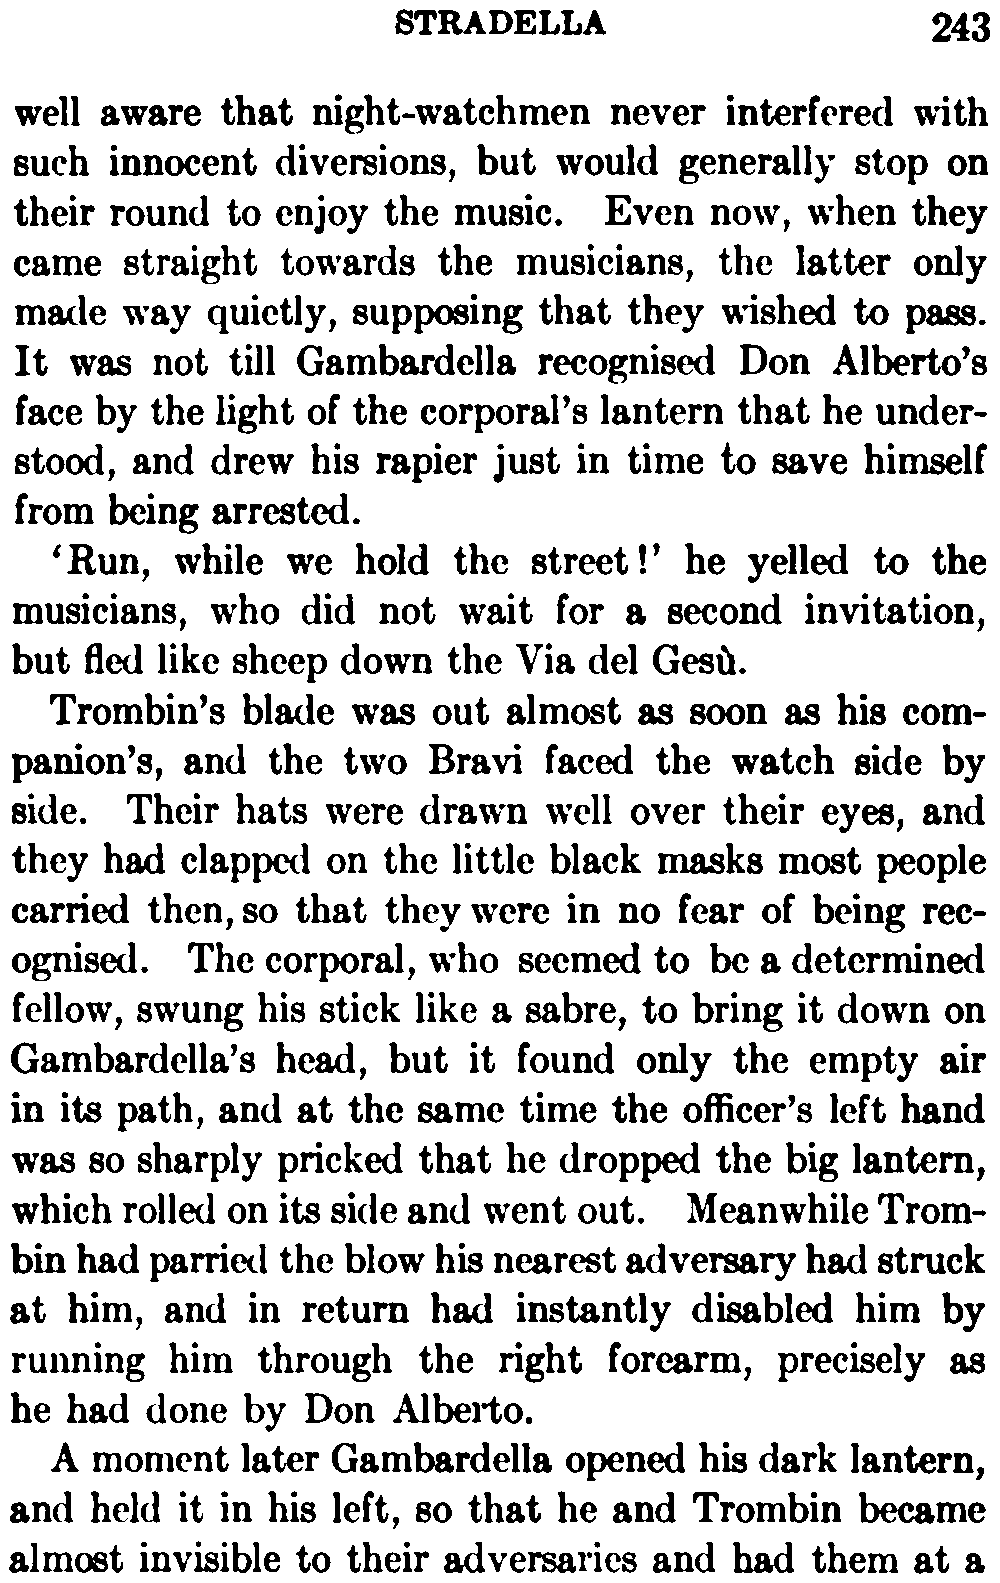 STRADELLA 243
well aware that night-watchmen never interfered with
such innocent diversions, but would generally stop on
their round to enjoy the music. Even now, when they
came straight towards the musicians, the latter only
made way quietly, supposing that they wished to pass.
It was not till Gambardella recognised Don Alberto's
face by the light of the corporal's lantern that he under-
stood, and drew his rapier just in time to save himself
from being arrested.
'Run, while we hold the street!' he yelled to the
musicians, who did not wait for a second invitation,
but fled like sheep down the Via del Gesù.
Trombin's blade was out almost as soon as his com-
panion's, and the two Bravi faced the watch side by
side. Their hats were drawn well over their eyes, and
they had clapped on the little black masks most people
carried then, so that they were in no fear of being rec-
ognised. The corporal, who seemed to be a determined
fellow, swung his stick like a sabre, to bring it down on
Gambardella's head, but it found only the empty air
in its path, and at the same time the officer's left hand
was so sharply pricked that he dropped the big lantern,
which rolled on its side and went out. Meanwhile Trom-
bin had parried the blow his nearest adversary had struck
at him, and in return had instantly disabled him by
running him through the right forearm, precisely as
he had done by Don Alberto.
A moment later Gambardella opened his dark lantern,
and held it in his left, so that he and Trombin became
almost invisible to their adversaries and had them at a